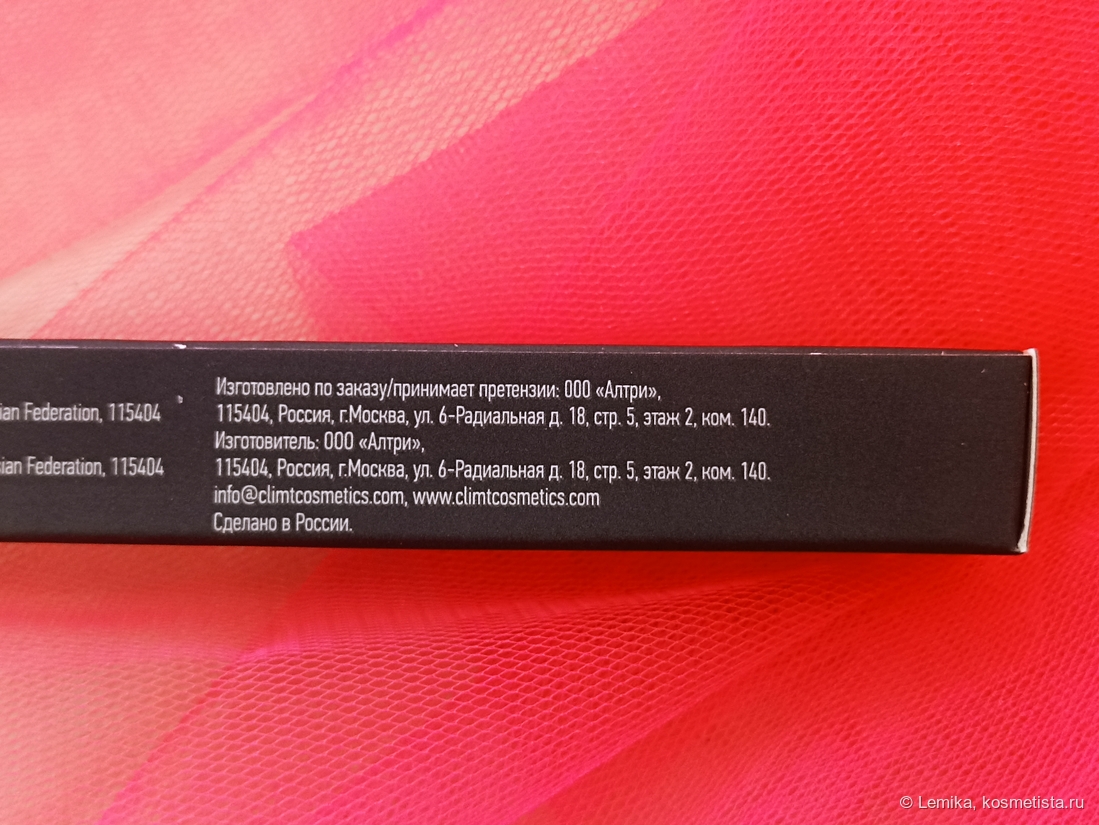 ian Federation, 115404
sian Federation, 115404
Изготовлено по заказу/принимает претензии: ООО «Алтри»,
115404, Россия, г.Москва, ул. 6-Радиальная д. 18, стр. 5, этаж 2, ком. 140.
Изготовитель: ООО «Алтри»,
115404, Россия, г.Москва, ул. 6-Радиальная д. 18, стр. 5, этаж 2, ком. 140.
info@climtcosmetics.com, www.climtcosmetics.com
Сделано в России.
© Lemika, kosmetista.ru